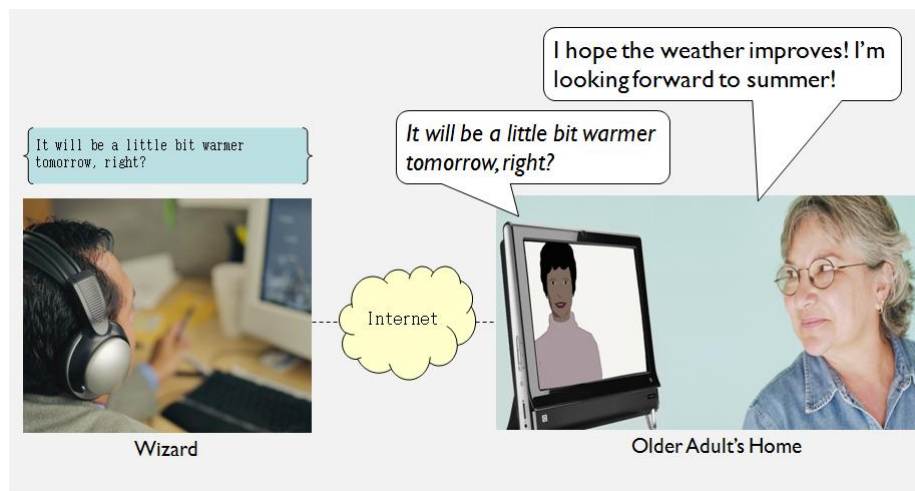 I hope the weather improves! I'm
looking forward to summer!
It will be a little bit warmer
tomorrow, right?
It will be a little bit warmer
tomorrow, right?
Internet
Wizard
Older Adult's Home